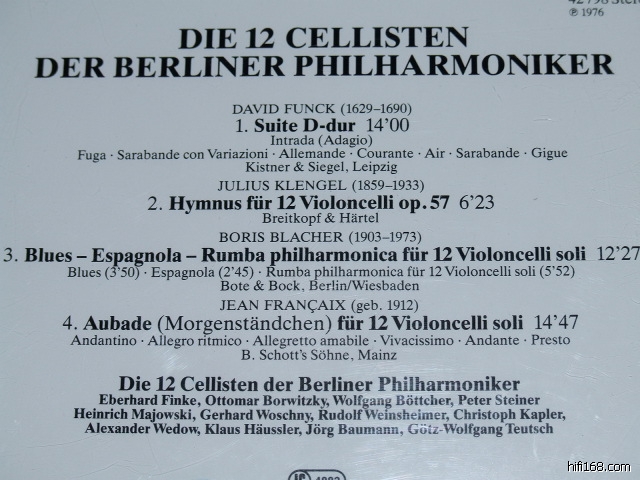 ℗ 1976
DIE 12 CELLISTEN
DER BERLINER PHILHARMONIKER
DAVID FUNCK (1629–1690)
1. Suite D-dur 14'00
Intrada (Adagio)
Fuga · Sarabande con Variazioni · Allemande · Courante · Air · Sarabande · Gigue
Kistner & Siegel, Leipzig
JULIUS KLENGEL (1859–1933)
2. Hymnus für 12 Violoncelli op. 57 6'23
Breitkopf & Härtel
BORIS BLACHER (1903–1973)
3. Blues – Espagnola – Rumba philharmonica für 12 Violoncelli soli 12'27
Blues (3'50) · Espagnola (2'45) · Rumba philharmonica für 12 Violoncelli soli (5'52)
Bote & Bock, Berlin/Wiesbaden
JEAN FRANÇAIX (geb. 1912)
4. Aubade (Morgenständchen) für 12 Violoncelli soli 14'47
Andantino · Allegro ritmico · Allegretto amabile · Vivacissimo · Andante · Presto
B. Schott's Söhne, Mainz
Die 12 Cellisten der Berliner Philharmoniker
Eberhard Finke, Ottomar Borwitzky, Wolfgang Böttcher, Peter Steiner
Heinrich Majowski, Gerhard Woschny, Rudolf Weinsheimer, Christoph Kapler,
Alexander Wedow, Klaus Häussler, Jörg Baumann, Götz-Wolfgang Teutsch
hifi168.com